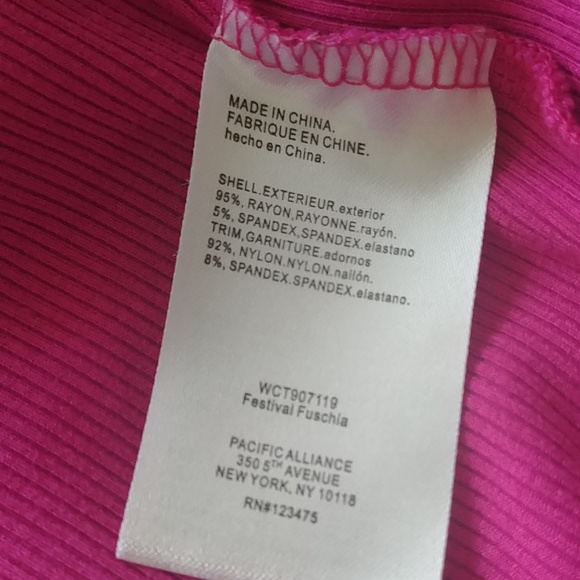 MADE IN CHINA.
FABRIQUE EN CHINE.
hecho en China.
SHELL.EXTERIEUR.exterior
95%, RAYON,RAYONNE.rayón.
5%, SPANDEX,SPANDEX.elastano
TRIM,GARNITURE.adornos
92%, NYLON.NYLON.nailón.
8%, SPANDEX.SPANDEX.elastano.
WCT907119
Festival Fuschia
PACIFIC ALLIANCE
350 5TH AVENUE
NEW YORK, NY 10118
RN#123475